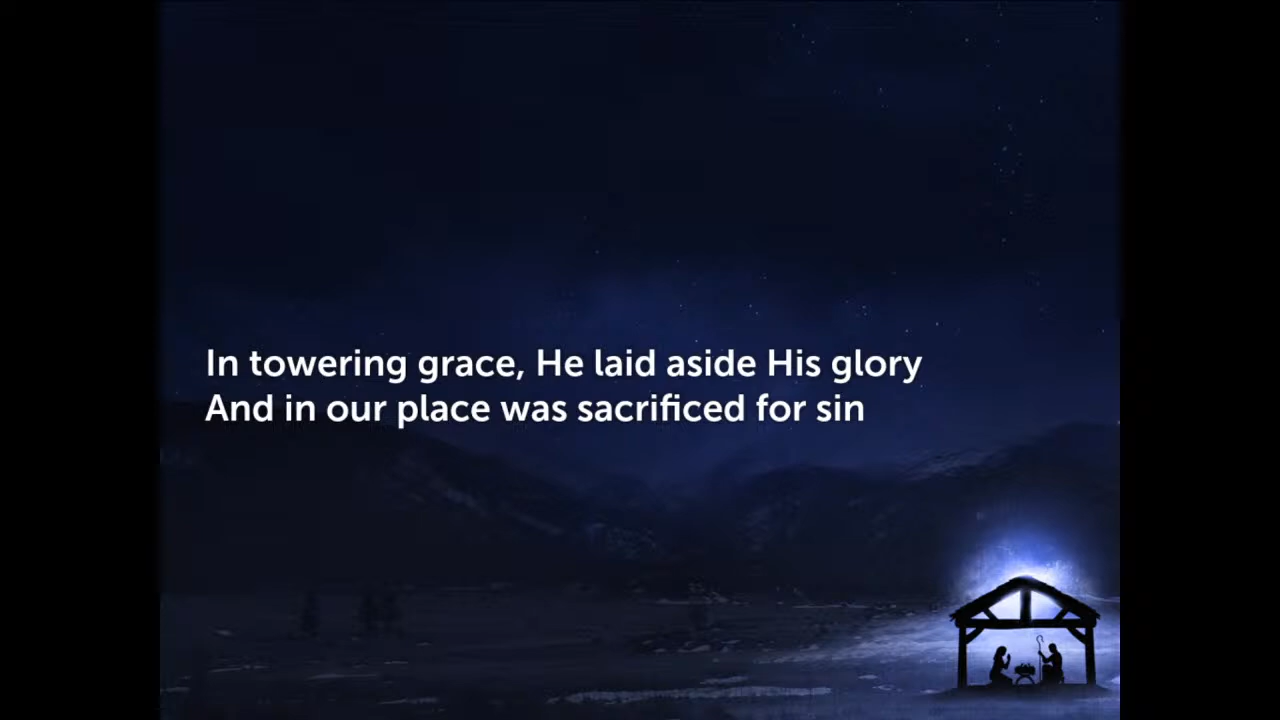 In towering grace, He laid aside His glory
And in our place was sacrificed for sin